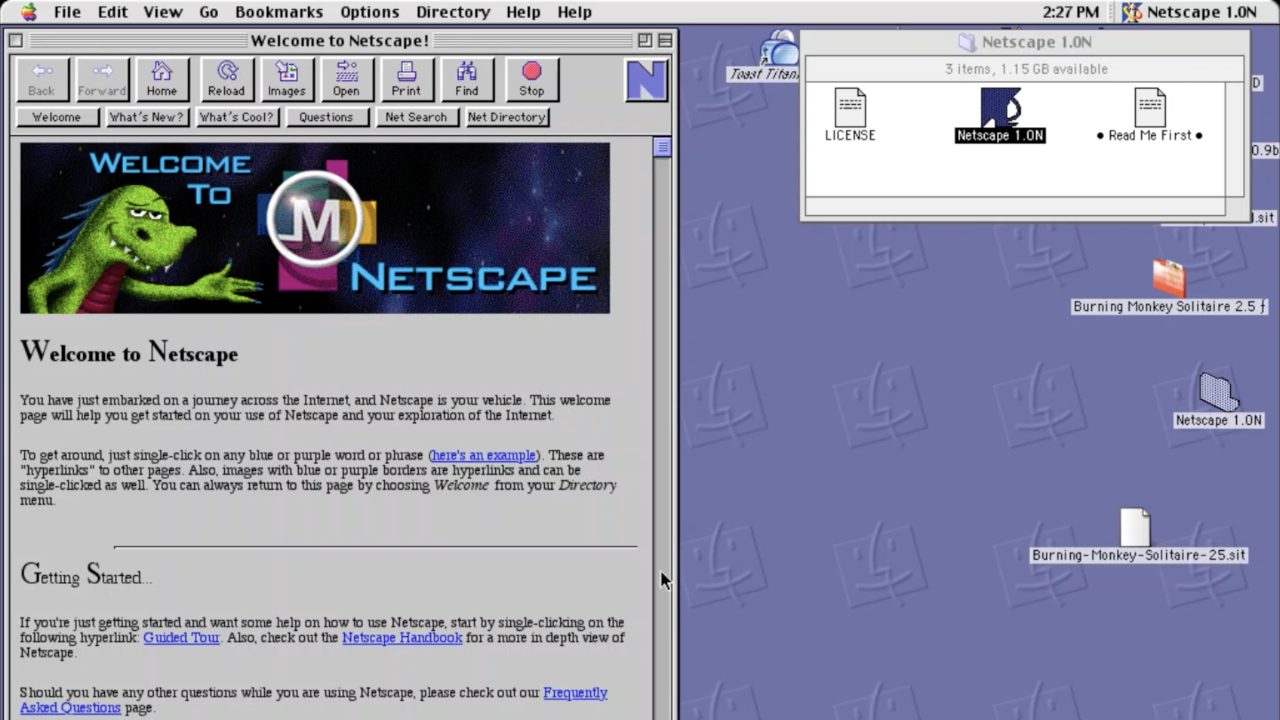 File Edit View Go Bookmarks Options Directory Help Help 2:27 PM Netscape 1.0N
Welcome to Netscape!
Back Forward Home Reload Images Open Print Find Stop
N
Welcome What's New? What's Cool? Questions Net Search Net Directory
WELCOME
TO
M
NETSCAPE
Welcome to Netscape
You have just embarked on a journey across the Internet, and Netscape is your vehicle. This welcome
page will help you get started on your use of Netscape and your exploration of the Internet.
To get around, just single-click on any blue or purple word or phrase (here's an example). These are
"hyperlinks" to other pages. Also, images with blue or purple borders are hyperlinks and can be
single-clicked as well. You can always return to this page by choosing Welcome from your Directory
menu.
Getting Started...
If you're just getting started and want some help on how to use Netscape, start by single-clicking on the
following hyperlink: Guided Tour. Also, check out the Netscape Handbook for a more in depth view of
Netscape.
Should you have any other questions while you are using Netscape, please check out our Frequently
Asked Questions page.
Toast Titan
Netscape 1.0N
3 items, 1.15 GB available
LICENSE
Netscape 1.0N
• Read Me First •
D
0.9b
.sit
Burning Monkey Solitaire 2.5 ƒ
Netscape 1.0N
Burning-Monkey-Solitaire-25.sit